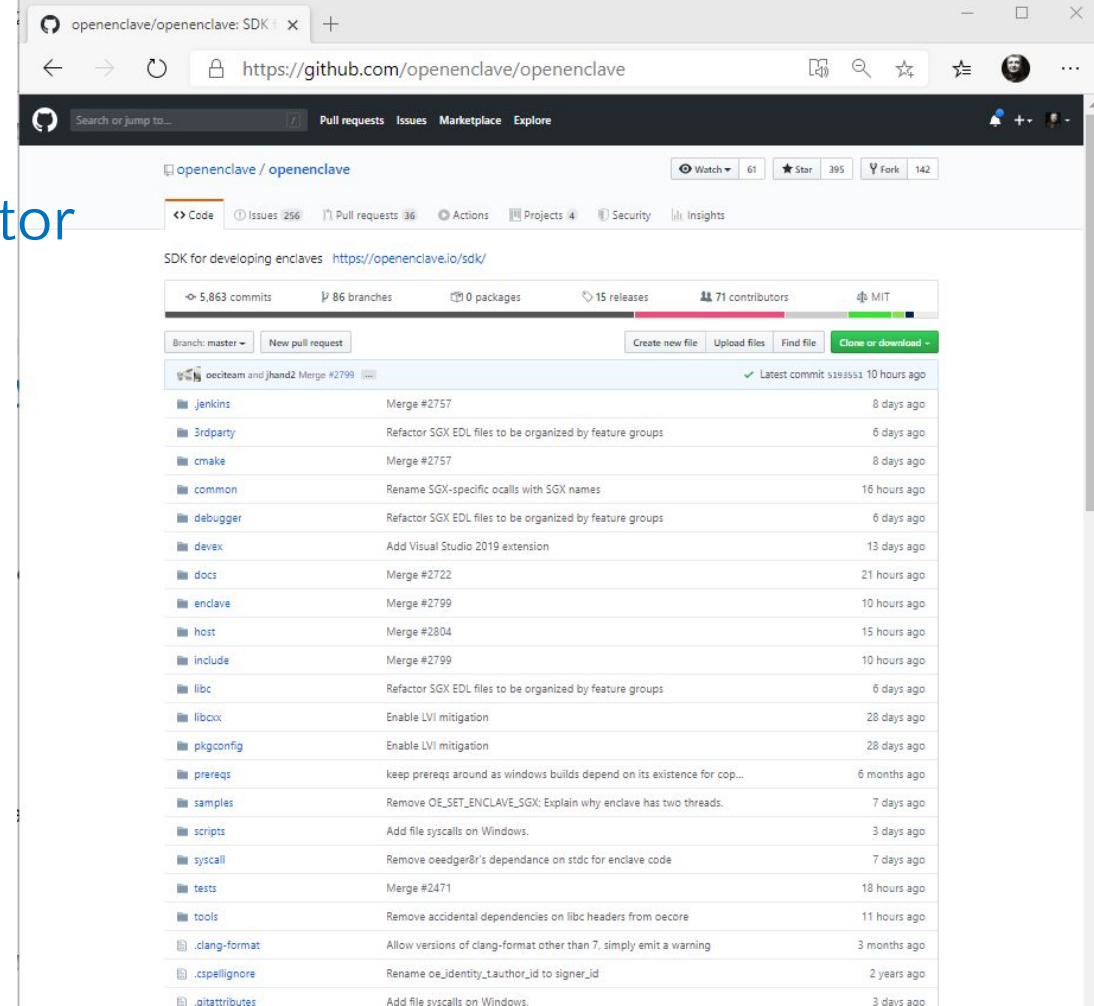 openenclave/openenclave: SDK
https://github.com/openenclave/openenclave
Search or jump to... / Pull requests Issues Marketplace Explore
openenclave / openenclave Watch 61 Star 395 Fork 142
tor
Code Issues 256 Pull requests 36 Actions Projects 4 Security Insights
SDK for developing enclaves https://openenclave.io/sdk/
5,863 commits 86 branches 0 packages 15 releases 71 contributors MIT
Branch: master New pull request Create new file Upload files Find file Clone or download
oeciteam and jhand2 Merge #2799 ... Latest commit 5193551 10 hours ago
.jenkins Merge #2757 8 days ago
3rdparty Refactor SGX EDL files to be organized by feature groups 6 days ago
cmake Merge #2757 8 days ago
common Rename SGX-specific ocalls with SGX names 16 hours ago
debugger Refactor SGX EDL files to be organized by feature groups 6 days ago
devex Add Visual Studio 2019 extension 13 days ago
docs Merge #2722 21 hours ago
enclave Merge #2799 10 hours ago
host Merge #2804 15 hours ago
include Merge #2799 10 hours ago
libc Refactor SGX EDL files to be organized by feature groups 6 days ago
libcxx Enable LVI mitigation 28 days ago
pkgconfig Enable LVI mitigation 28 days ago
prereqs keep prereqs around as windows builds depend on its existence for cop... 6 months ago
samples Remove OE_SET_ENCLAVE_SGX: Explain why enclave has two threads. 7 days ago
scripts Add file syscalls on Windows. 3 days ago
syscall Remove oeedger8r's dependance on stdc for enclave code 7 days ago
tests Merge #2471 18 hours ago
tools Remove accidental dependencies on libc headers from oecore 11 hours ago
.clang-format Allow versions of clang-format other than 7, simply emit a warning 3 months ago
.cspellignore Rename oe_identity_t.author_id to signer_id 2 years ago
.gitattributes Add file syscalls on Windows. 3 days ago